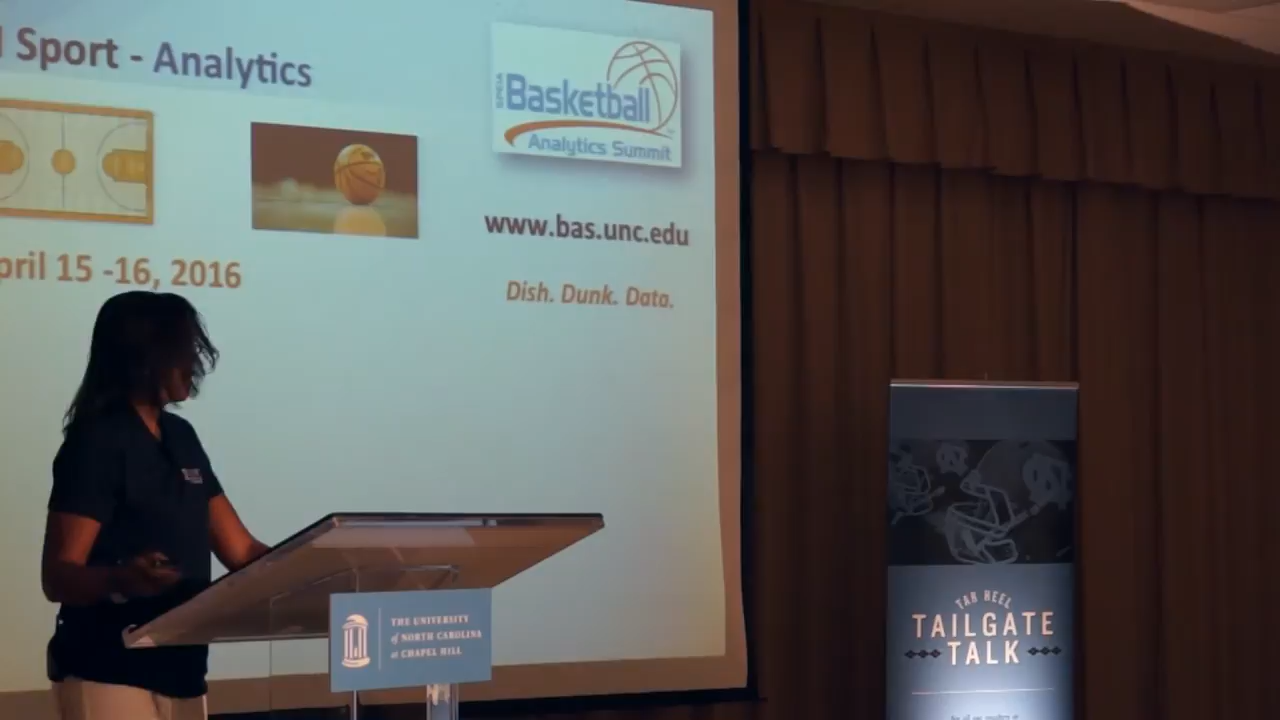 Sport - Analytics
SPEIA
Basketball
Analytics Summit
www.bas.unc.edu
pril 15 -16, 2016
Dish. Dunk. Data.
THE UNIVERSITY
of NORTH CAROLINA
at CHAPEL HILL
TAR HEEL
TAILGATE
TALK